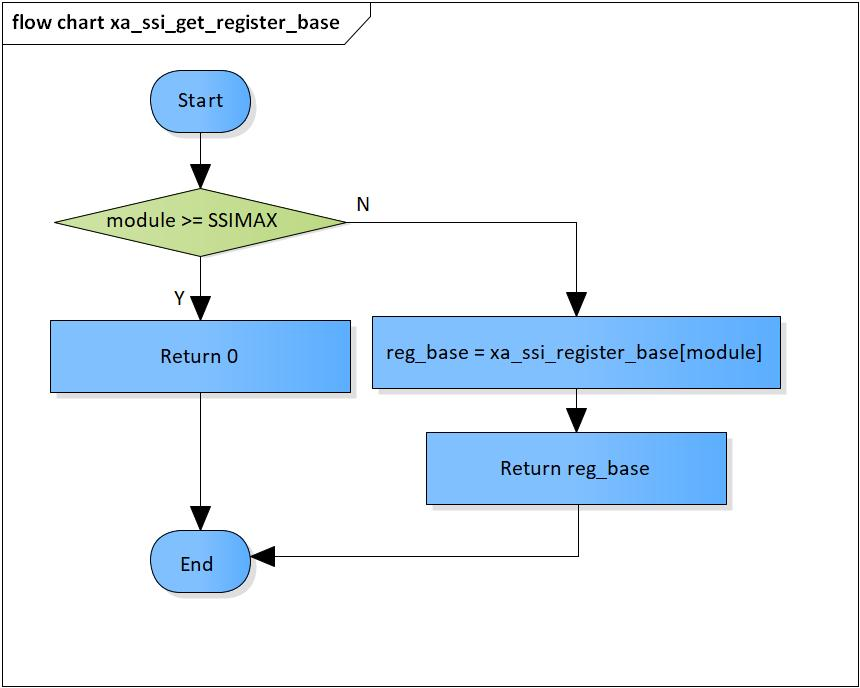 flow chart xa_ssi_get_register_base
Start
module >= SSIMAX
N
Y
Return 0
reg_base = xa_ssi_register_base[module]
Return reg_base
End